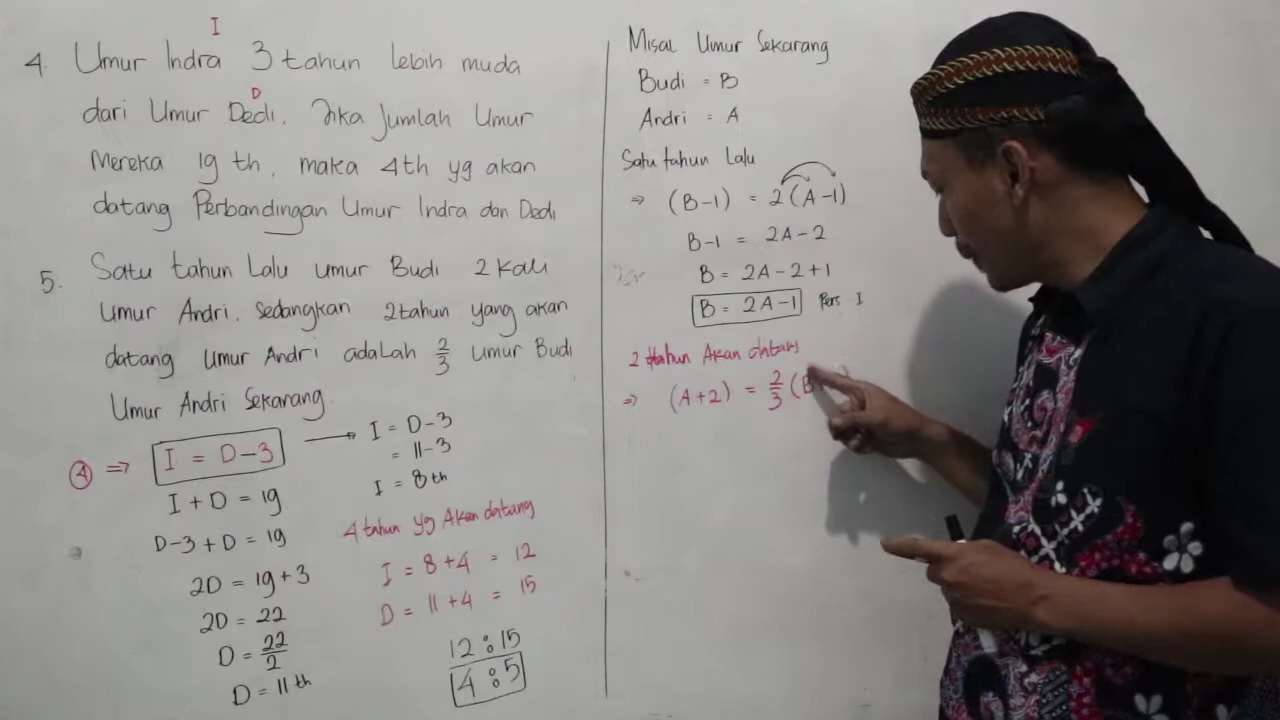 I
4. Umur Indra 3 tahun lebih muda
D
dari Umur Dedi. Jika Jumlah Umur
Mereka 19 th, maka 4th yg akan
datang Perbandingan Umur Indra dan Dedi
5. Satu tahun Lalu umur Budi 2 kali
Umur Andri. Sedangkan 2 tahun yang akan
datang Umur Andri adalah 2/3 Umur Budi
Umur Andri Sekarang
④ ⇒ I = D-3
I + D = 19
D-3 + D = 19
2D = 19+3
2D = 22
D = 22/2
D = 11 th
→ I = D-3
= 11-3
I = 8 th
4 tahun yg Akan datang
I = 8+4 = 12
D = 11+4 = 15
12 : 15
4 : 5
Misal Umur Sekarang
Budi = B
Andri = A
Satu tahun Lalu
⇒ (B-1) = 2(A-1)
B-1 = 2A-2
B = 2A-2+1
B = 2A-1 Pers I
2 tahun Akan datang
⇒ (A+2) = 2/3 (B